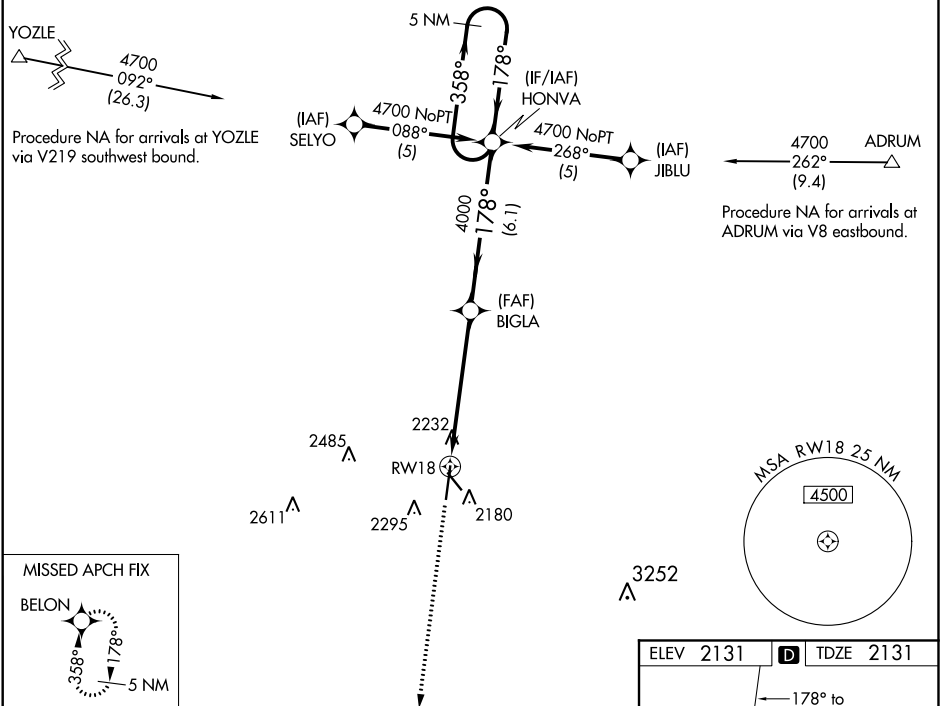 5 NM
YOZLE
4700
092°
(26.3)
Procedure NA for arrivals at YOZLE
via V219 southwest bound.
358°
178°
(IF/IAF)
HONVA
(IAF)
SELYO
4700 NoPT
088°
(5)
4700 NoPT
268°
(5)
(IAF)
JIBLU
4700
262°
(9.4)
ADRUM
Procedure NA for arrivals at
ADRUM via V8 eastbound.
4000
178°
(6.1)
(FAF)
BIGLA
2232
2485
RW18
2611
2295
2180
3252
MSA RW18 25 NM
4500
MISSED APCH FIX
BELON
358°
178°
5 NM
ELEV 2131 D TDZE 2131
178° to